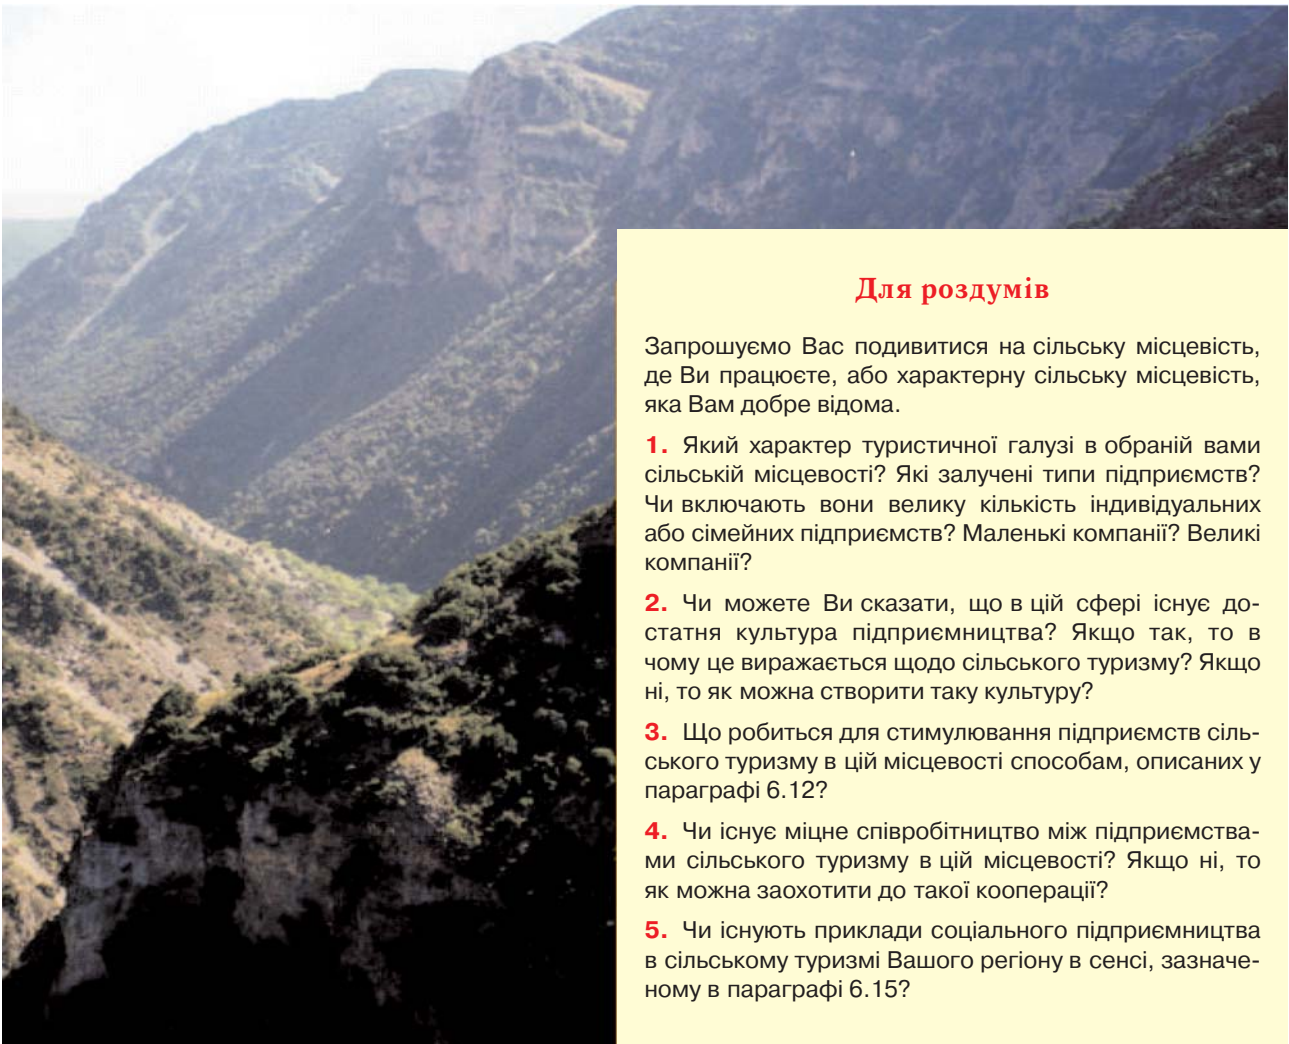 Для роздумів
Запрошуємо Вас подивитися на сільську місцевість,
де Ви працюєте, або характерну сільську місцевість,
яка Вам добре відома.
1. Який характер туристичної галузі в обраній вами
сільській місцевості? Які залучені типи підприємств?
Чи включають вони велику кількість індивідуальних
або сімейних підприємств? Маленькі компанії? Великі
компанії?
2. Чи можете Ви сказати, що в цій сфері існує до-
статня культура підприємництва? Якщо так, то в
чому це виражається щодо сільського туризму? Якщо
ні, то як можна створити таку культуру?
3. Що робиться для стимулювання підприємств сіль-
ського туризму в цій місцевості способам, описаних у
параграфі 6.12?
4. Чи існує міцне співробітництво між підприємства-
ми сільського туризму в цій місцевості? Якщо ні, то
як можна заохотити до такої кооперації?
5. Чи існують приклади соціального підприємництва
в сільському туризмі Вашого регіону в сенсі, зазначе-
ному в параграфі 6.15?